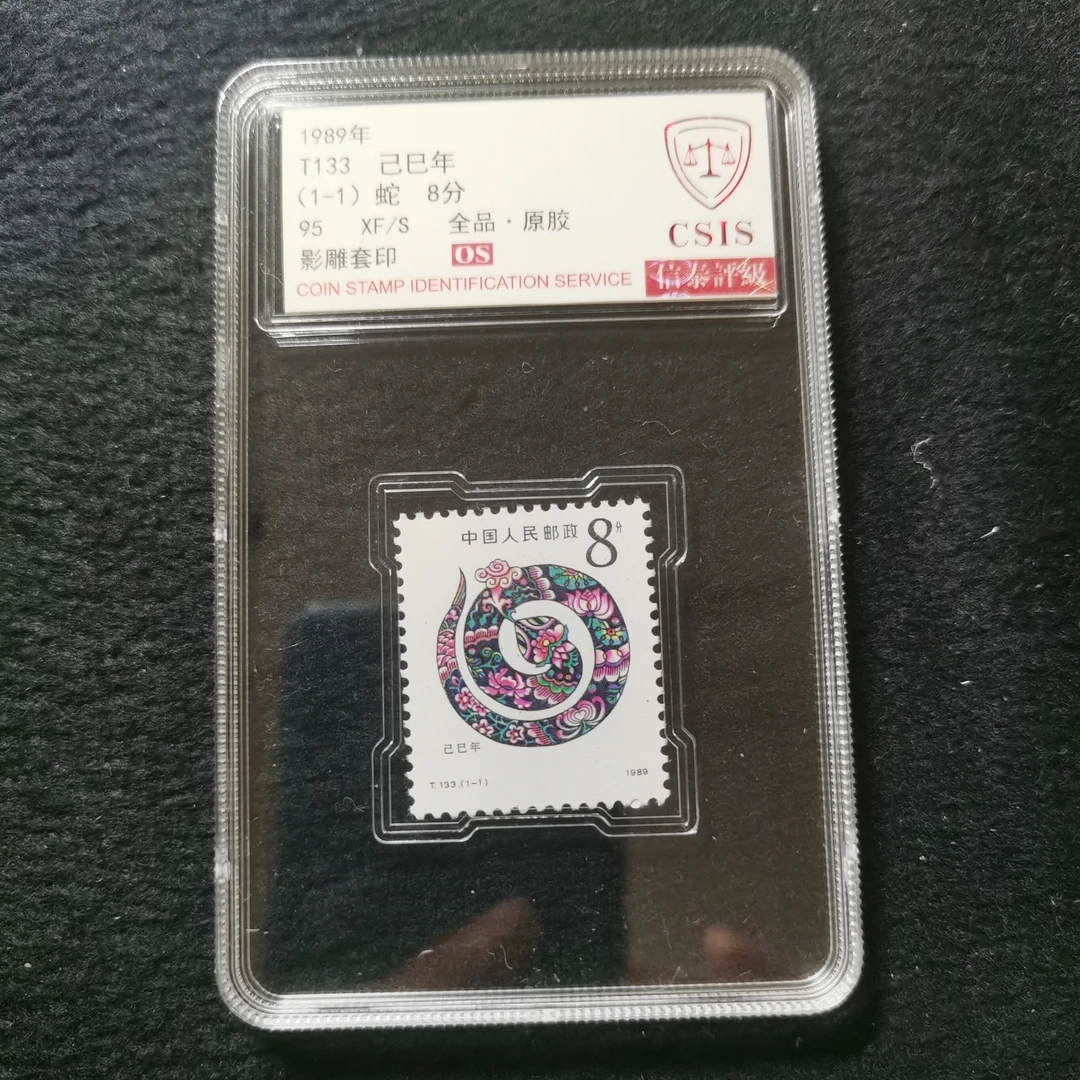 1989年
T133 己巳年
(1-1) 蛇 8分
95 XF/S 全品·原胶
影雕套印 OS
COIN STAMP IDENTIFICATION SERVICE
CSIS
信泰評級
中国人民邮政 8分
己巳年
T.133.(1-1) 1989